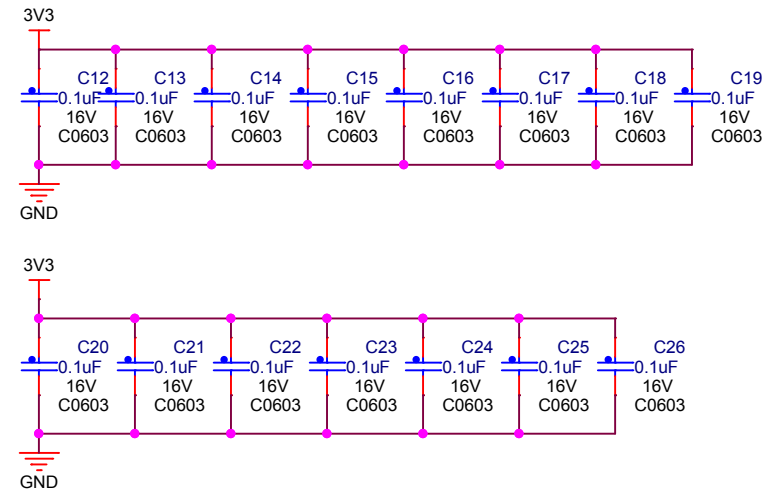 3V3
C12 C13 C14 C15 C16 C17 C18 C19
0.1uF 0.1uF 0.1uF 0.1uF 0.1uF 0.1uF 0.1uF 0.1uF
16V 16V 16V 16V 16V 16V 16V 16V
C0603 C0603 C0603 C0603 C0603 C0603 C0603 C0603
GND
3V3
C20 C21 C22 C23 C24 C25 C26
0.1uF 0.1uF 0.1uF 0.1uF 0.1uF 0.1uF 0.1uF
16V 16V 16V 16V 16V 16V 16V
C0603 C0603 C0603 C0603 C0603 C0603 C0603
GND